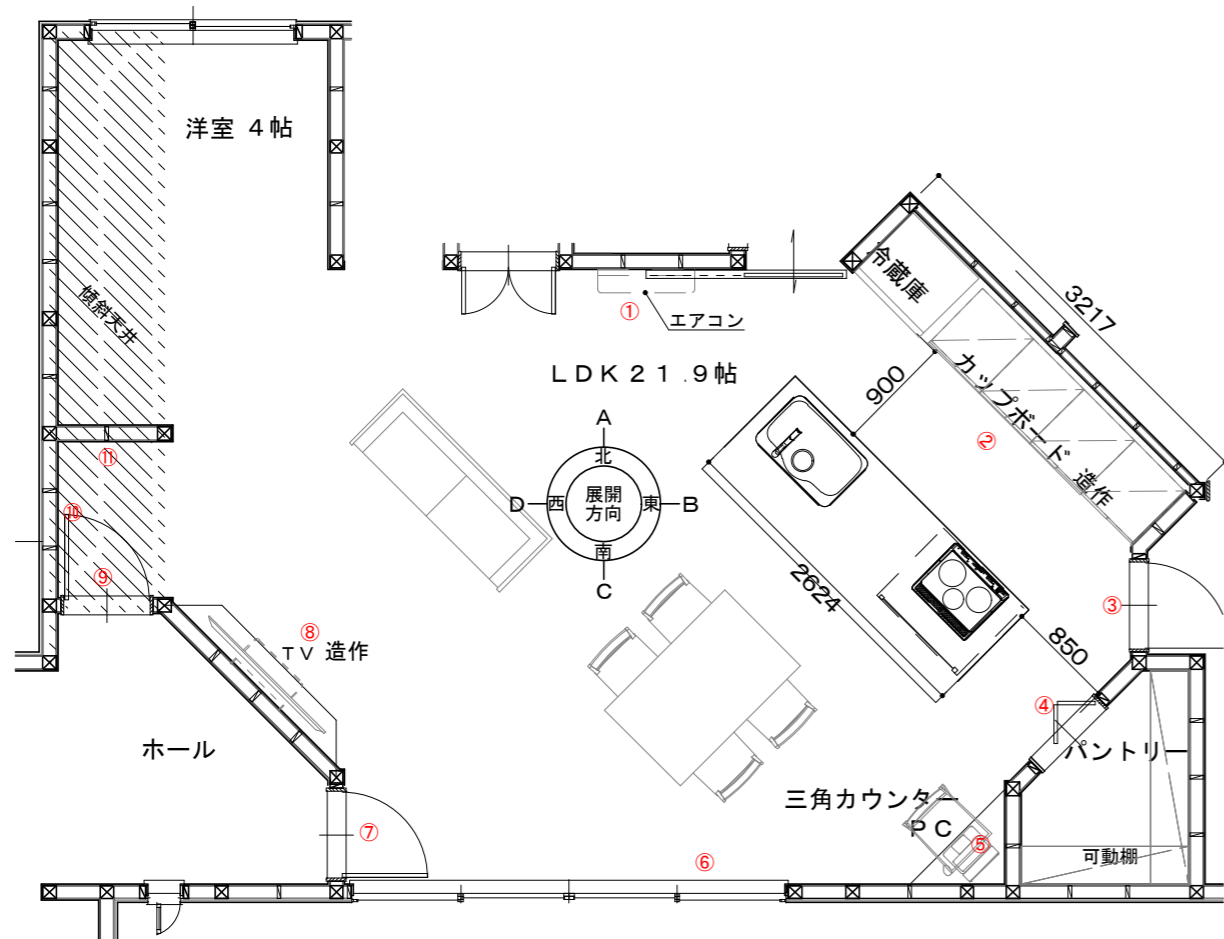 洋室 4帖
傾斜天井
冷蔵庫
3217
①
エアコン
LDK21.9帖
カップボード 造作
②
900
A
北
D
西
展開
方向
東
B
南
C
⑪
⑩
⑨
2624
③
⑧
TV 造作
850
④
ホール
パントリー
三角カウンター
PC
⑤
⑦
⑥
可動棚